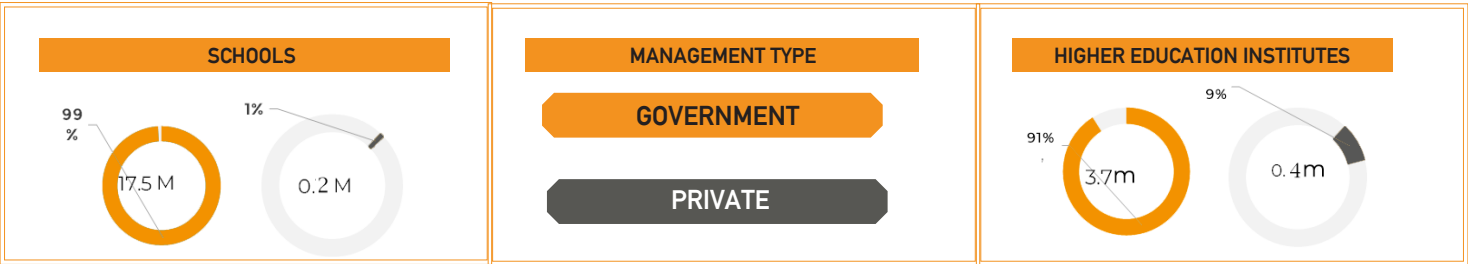 SCHOOLS
99
%
1%
17.5 M
0.2 M
MANAGEMENT TYPE
GOVERNMENT
PRIVATE
HIGHER EDUCATION INSTITUTES
91%
9%
3.7m
0.4m